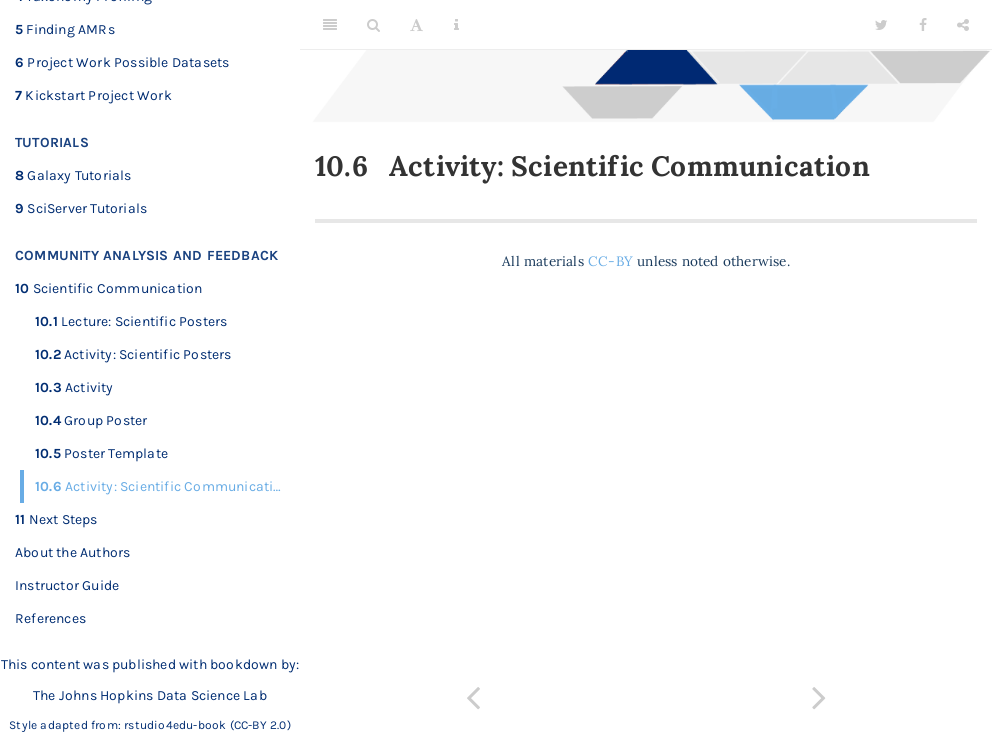 5 Finding AMRs
6 Project Work Possible Datasets
7 Kickstart Project Work
TUTORIALS
8 Galaxy Tutorials
9 SciServer Tutorials
COMMUNITY ANALYSIS AND FEEDBACK
10 Scientific Communication
10.1 Lecture: Scientific Posters
10.2 Activity: Scientific Posters
10.3 Activity
10.4 Group Poster
10.5 Poster Template
10.6 Activity: Scientific Communicati...
11 Next Steps
About the Authors
Instructor Guide
References
This content was published with bookdown by:
The Johns Hopkins Data Science Lab
Style adapted from: rstudio4edu-book (CC-BY 2.0)
10.6 Activity: Scientific Communication
All materials CC-BY unless noted otherwise.